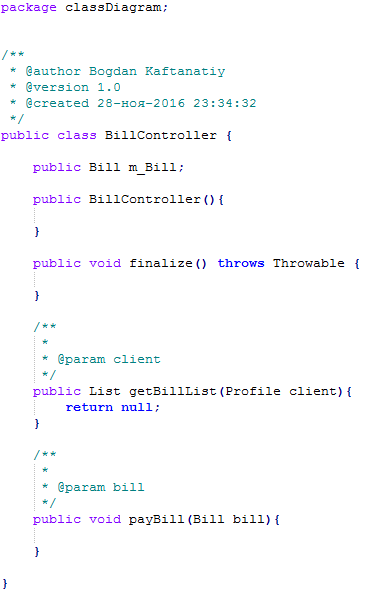 package classDiagram;
/**
 * @author Bogdan Kaftanatiy
 * @version 1.0
 * @created 28-ноя-2016 23:34:32
 */
public class BillController {
    public Bill m_Bill;
    public BillController(){
    }
    public void finalize() throws Throwable {
    }
    /**
     *
     * @param client
     */
    public List getBillList(Profile client){
        return null;
    }
    /**
     *
     * @param bill
     */
    public void payBill(Bill bill){
    }
}